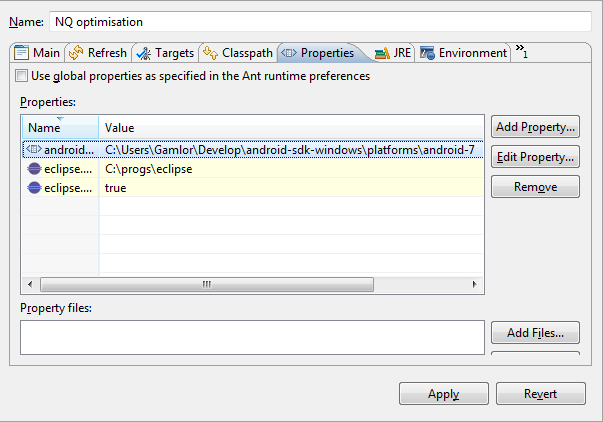 Name: NQ optimisation
Main Refresh Targets Classpath Properties JRE Environment »1
Use global properties as specified in the Ant runtime preferences
Properties:
Name Value
android... C:\Users\Gamlor\Develop\android-sdk-windows\platforms\android-7
eclipse.... C:\progs\eclipse
eclipse.... true
Add Property...
Edit Property...
Remove
Property files:
Add Files...
Apply Revert